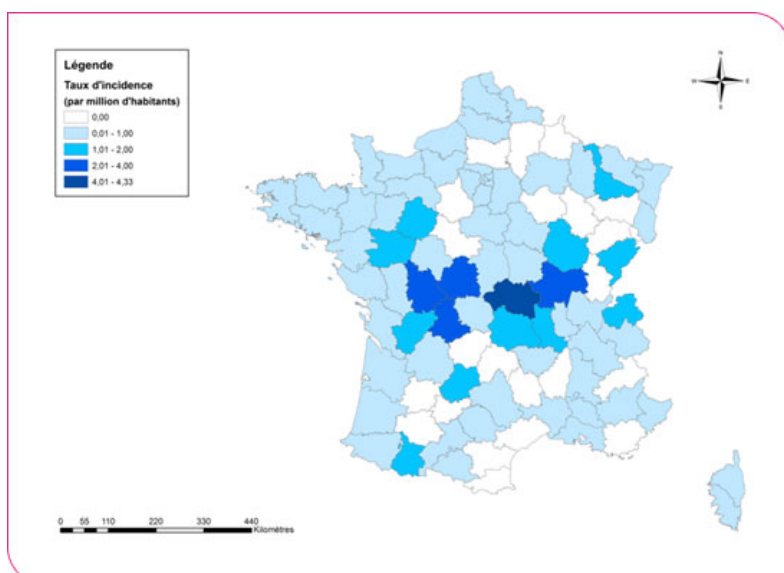 Légende
Taux d'incidence
(par million d'habitants)
0,00
0,01 - 1,00
1,01 - 2,00
2,01 - 4,00
4,01 - 4,33
N
W
E
S
0 55 110 220 330 440
Kilomètres